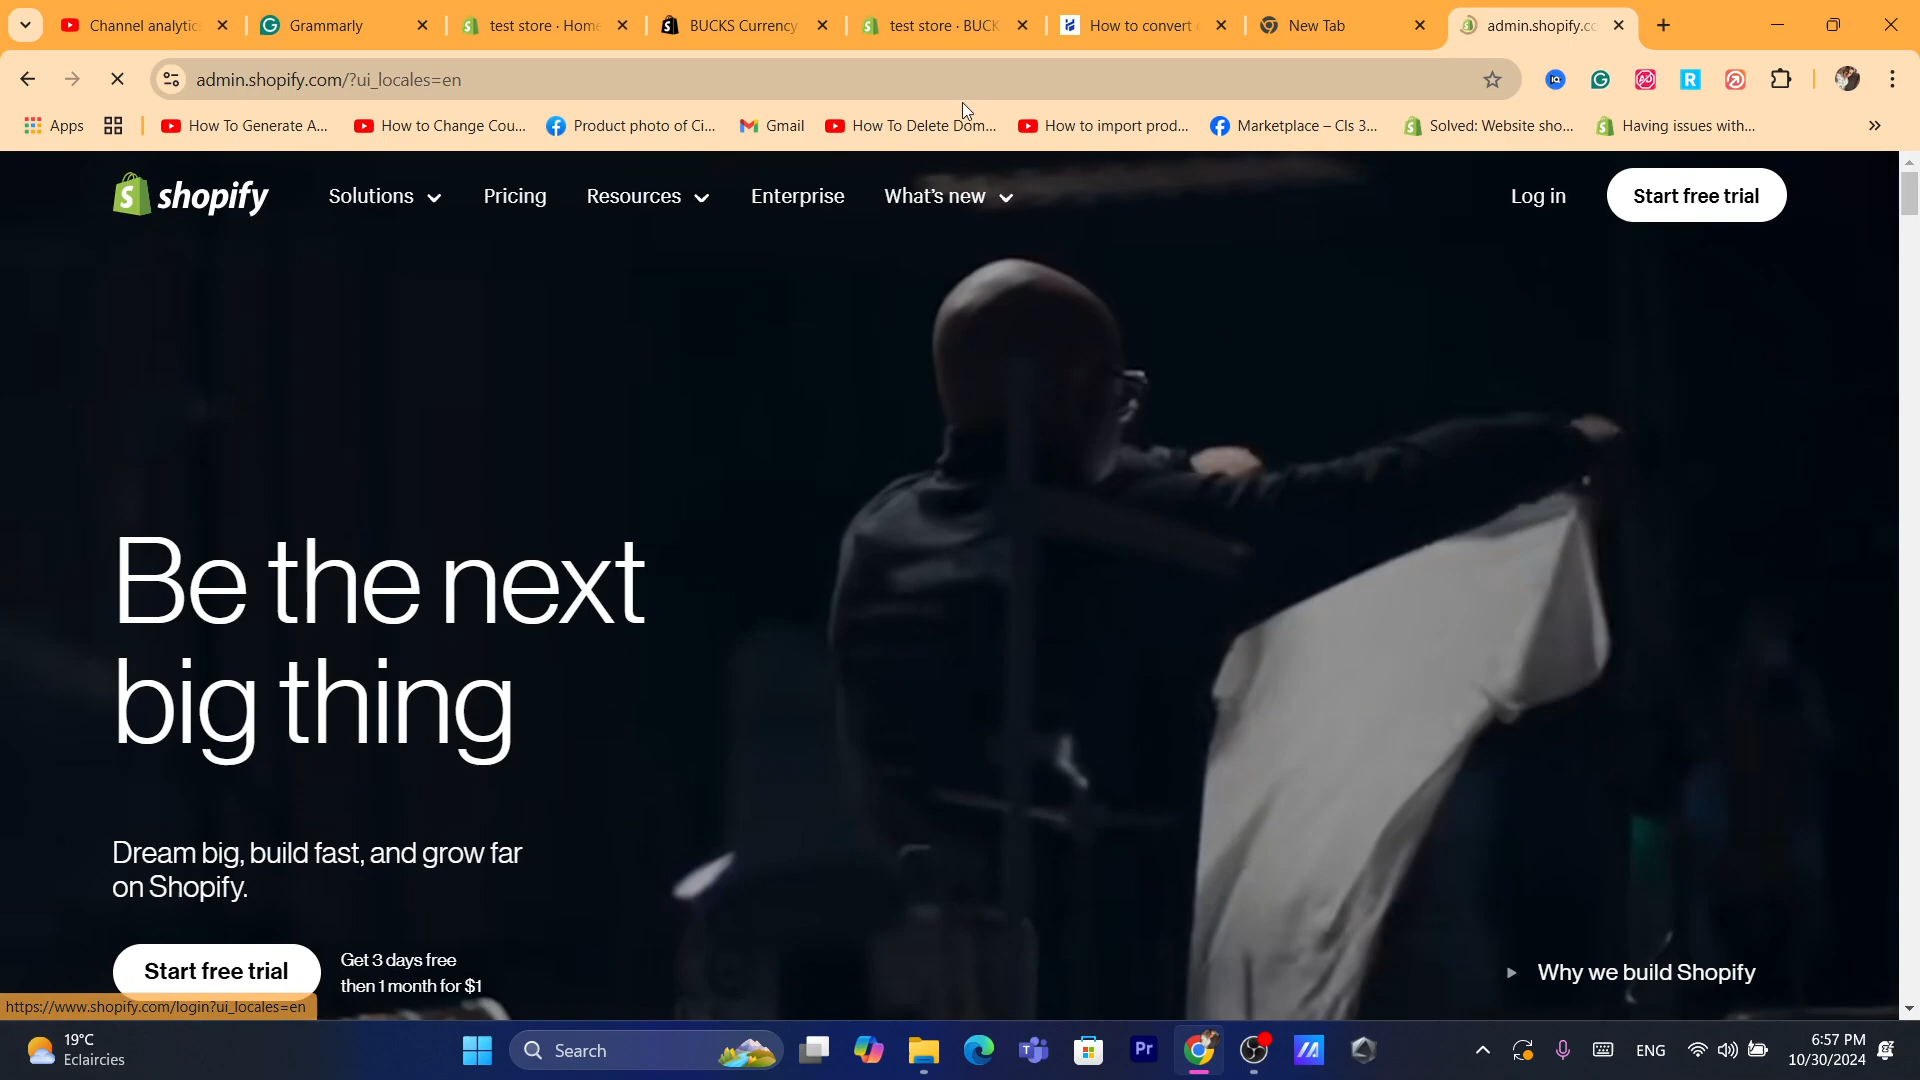 Channel analytics
Grammarly
test store · Home
BUCKS Currency
test store · BUCK
How to convert
New Tab
admin.shopify.co
admin.shopify.com/?ui_locales=en
Apps
How To Generate A...
How to Change Cou...
Product photo of Ci...
Gmail
How To Delete Dom...
How to import prod...
Marketplace – Cls 3...
Solved: Website sho...
Having issues with...
»
shopify
Solutions
Pricing
Resources
Enterprise
What's new
Log in
Start free trial
Be the next
big thing
Dream big, build fast, and grow far
on Shopify.
Start free trial
Get 3 days free
then 1 month for $1
Why we build Shopify
https://www.shopify.com/login?ui_locales=en
19°C
Eclaircies
Search
Pr
ENG
6:57 PM
10/30/2024